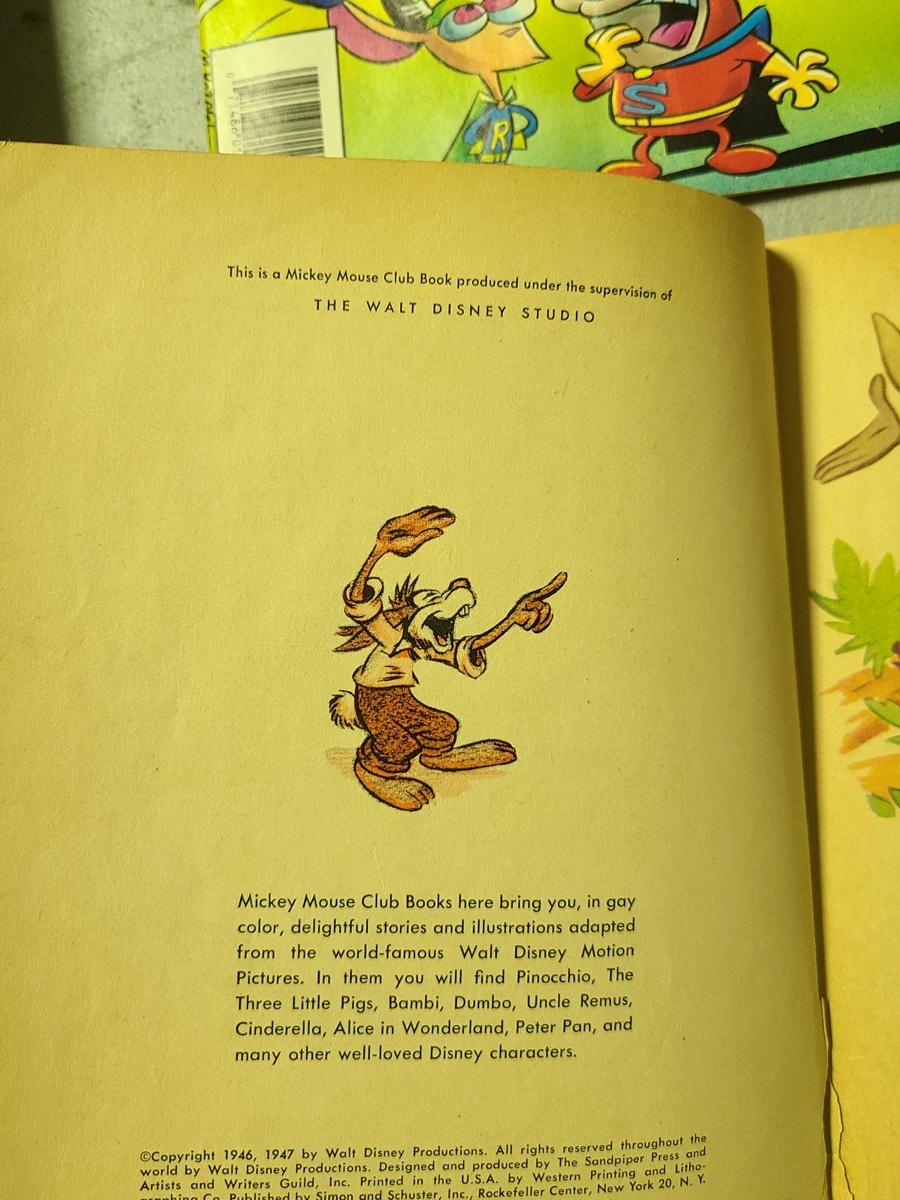 S
R
This is a Mickey Mouse Club Book produced under the supervision of
THE WALT DISNEY STUDIO
Mickey Mouse Club Books here bring you, in gay
color, delightful stories and illustrations adapted
from the world-famous Walt Disney Motion
Pictures. In them you will find Pinocchio, The
Three Little Pigs, Bambi, Dumbo, Uncle Remus,
Cinderella, Alice in Wonderland, Peter Pan, and
many other well-loved Disney characters.
©Copyright 1946, 1947 by Walt Disney Productions. All rights reserved throughout the
world by Walt Disney Productions. Designed and produced by The Sandpiper Press and
Artists and Writers Guild, Inc. Printed in the U.S.A. by Western Printing and Litho-
graphing Co. Published by Simon and Schuster, Inc., Rockefeller Center, New York 20, N. Y.